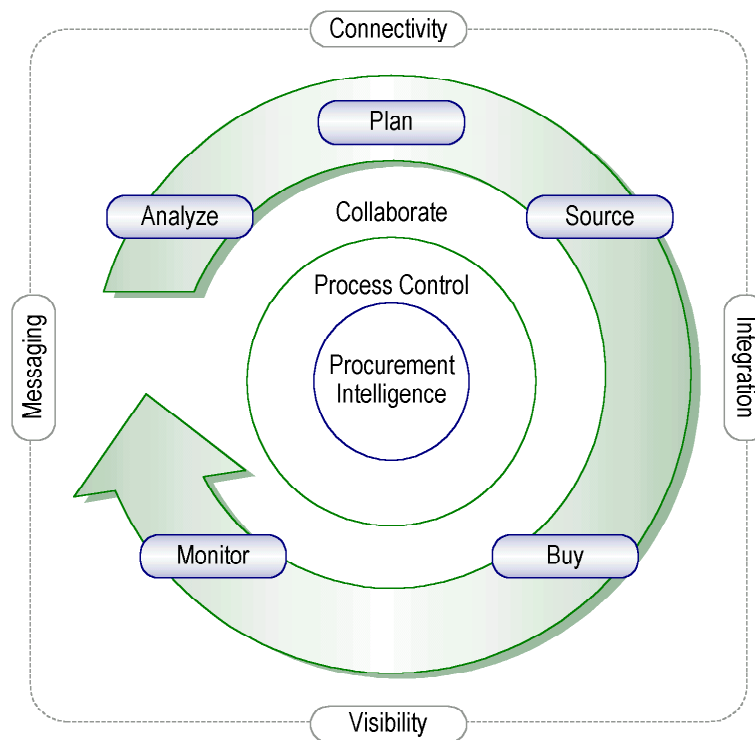 Connectivity
Plan
Analyze
Collaborate
Source
Process Control
Messaging
Procurement
Intelligence
Integration
Monitor
Buy
Visibility